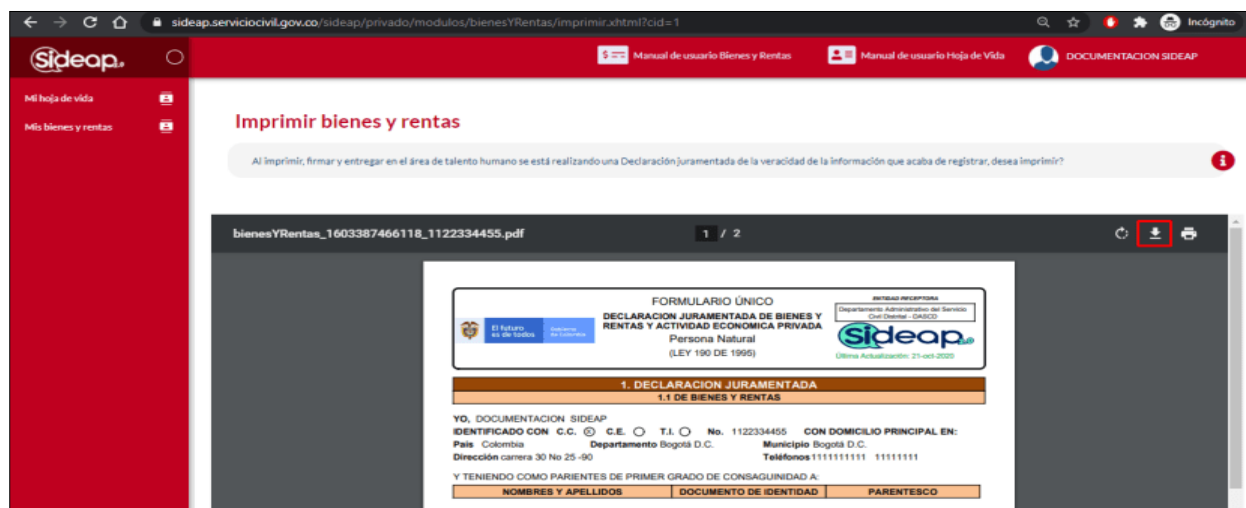 sideap.serviciocivil.gov.co/sideap/privado/modulos/bienesYRentas/imprimir.xhtml?cid=1
Incógnito
Sideap.
Manual de usuario Bienes y Rentas
Manual de usuario Hoja de Vida
DOCUMENTACION SIDEAP
Mi hoja de vida
Mis bienes y rentas
Imprimir bienes y rentas
Al imprimir, firmar y entregar en el área de talento humano se está realizando una Declaración juramentada de la veracidad de la información que acaba de registrar, desea imprimir?
bienesYRentas_1603387466118_1122334455.pdf
1 / 2
El futuro es de todos
Gobierno de Colombia
FORMULARIO ÚNICO
DECLARACION JURAMENTADA DE BIENES Y
RENTAS Y ACTIVIDAD ECONOMICA PRIVADA
Persona Natural
(LEY 190 DE 1995)
ENTIDAD RECEPTORA
Departamento Administrativo del Servicio
Civil Distrital - DASCD
Sideap
Última Actualización: 21-oct-2020
1. DECLARACION JURAMENTADA
1.1 DE BIENES Y RENTAS
YO, DOCUMENTACION SIDEAP
IDENTIFICADO CON C.C. C.E. T.I. No. 1122334455 CON DOMICILIO PRINCIPAL EN:
Pais Colombia Departamento Bogotá D.C. Municipio Bogotá D.C.
Dirección carrera 30 No 25 -90 Teléfonos 1111111111 11111111
Y TENIENDO COMO PARIENTES DE PRIMER GRADO DE CONSAGUINIDAD A:
NOMBRES Y APELLIDOS DOCUMENTO DE IDENTIDAD PARENTESCO